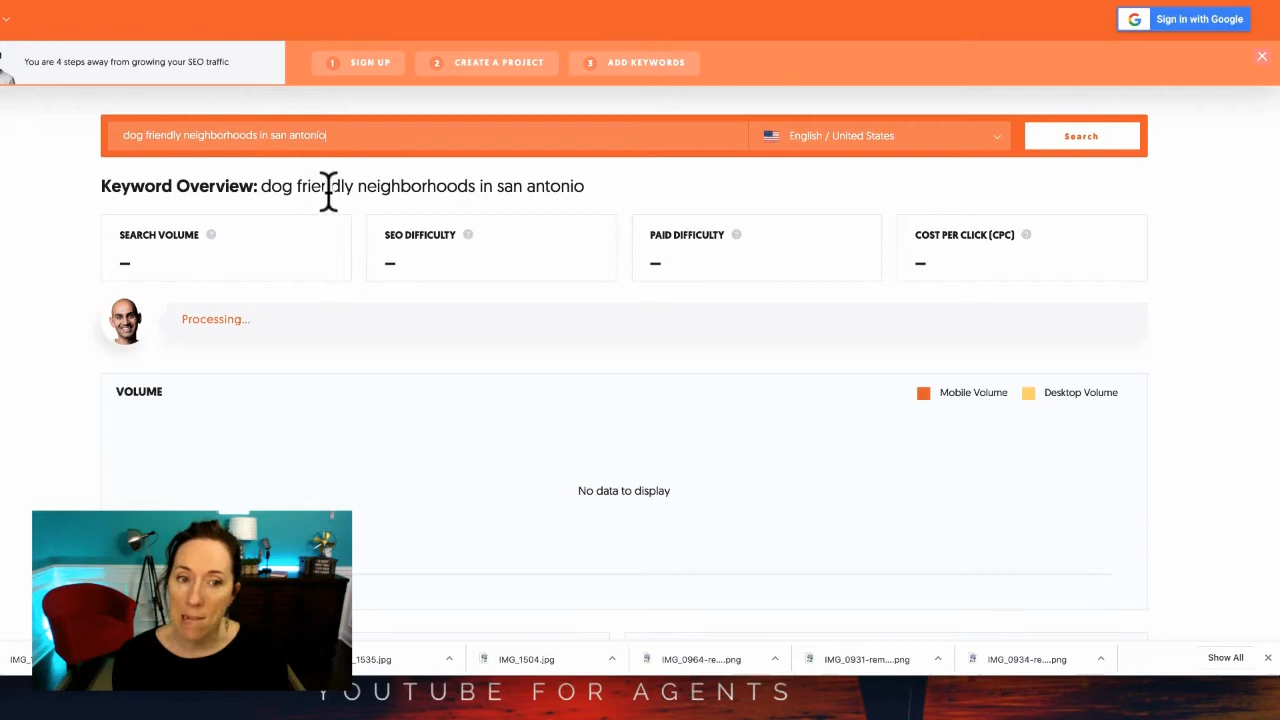 Sign in with Google
You are 4 steps away from growing your SEO traffic
1 SIGN UP
2 CREATE A PROJECT
3 ADD KEYWORDS
dog friendly neighborhoods in san antonio
English / United States
Search
Keyword Overview: dog friendly neighborhoods in san antonio
SEARCH VOLUME ?
–
SEO DIFFICULTY ?
–
PAID DIFFICULTY ?
–
COST PER CLICK (CPC) ?
–
Processing...
VOLUME
Mobile Volume
Desktop Volume
No data to display
IMG_1
_1535.jpg
IMG_1504.jpg
IMG_0964-re....png
IMG_0931-rem....png
IMG_0934-re....png
Show All
YOUTUBE FOR AGENTS